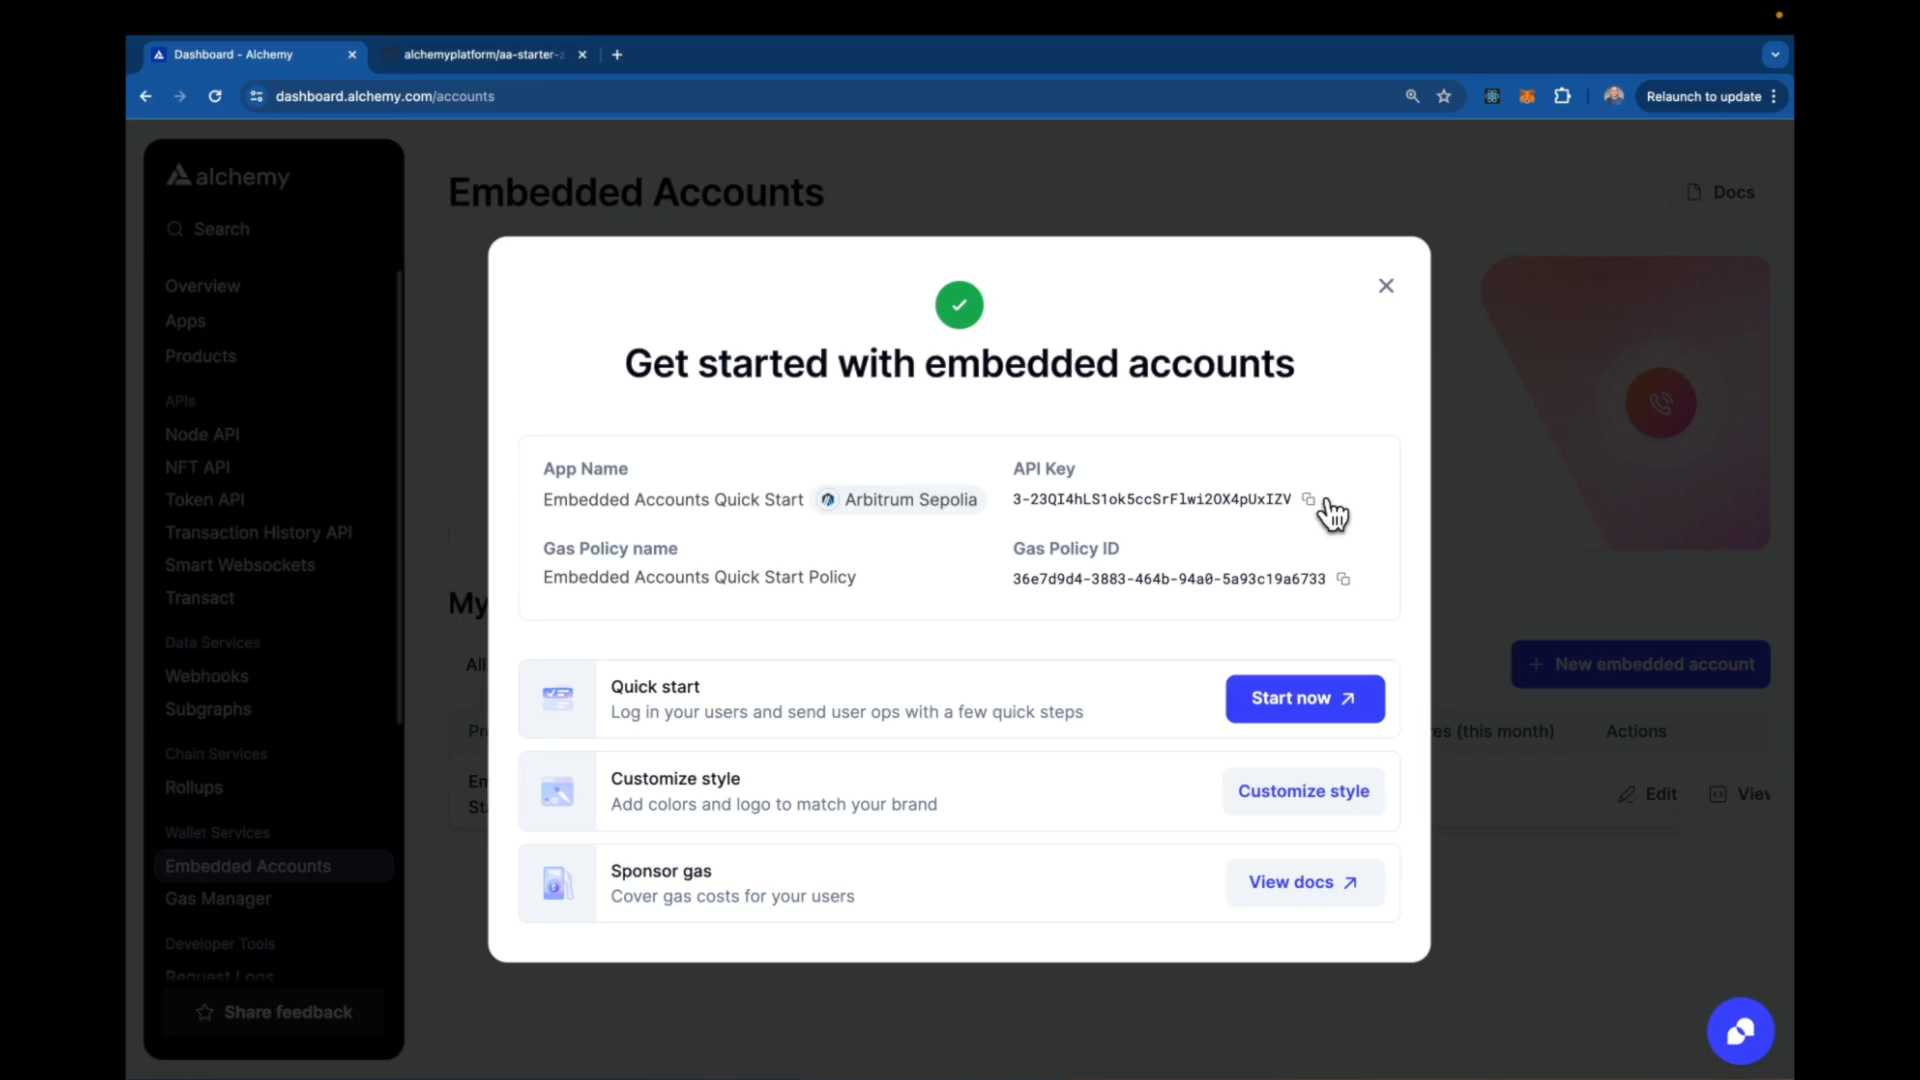 Dashboard - Alchemy
alchemyplatform/aa-starter-
dashboard.alchemy.com/accounts
Relaunch to update
alchemy
Search
Overview
Apps
Products
APIs
Node API
NFT API
Token API
Transaction History API
Smart Websockets
Transact
Data Services
Webhooks
Subgraphs
Chain Services
Rollups
Wallet Services
Embedded Accounts
Gas Manager
Developer Tools
Request Logs
Share feedback
Embedded Accounts
Docs
Get started with embedded accounts
App Name
Embedded Accounts Quick Start
Arbitrum Sepolia
API Key
3-23QI4hLS1ok5ccSrFlwi2OX4pUxIZV
Gas Policy name
Embedded Accounts Quick Start Policy
Gas Policy ID
36e7d9d4-3883-464b-94a0-5a93c19a6733
Quick start
Log in your users and send user ops with a few quick steps
Start now
Customize style
Add colors and logo to match your brand
Customize style
Sponsor gas
Cover gas costs for your users
View docs
My
All
New embedded account
(this month)
Actions
Edit